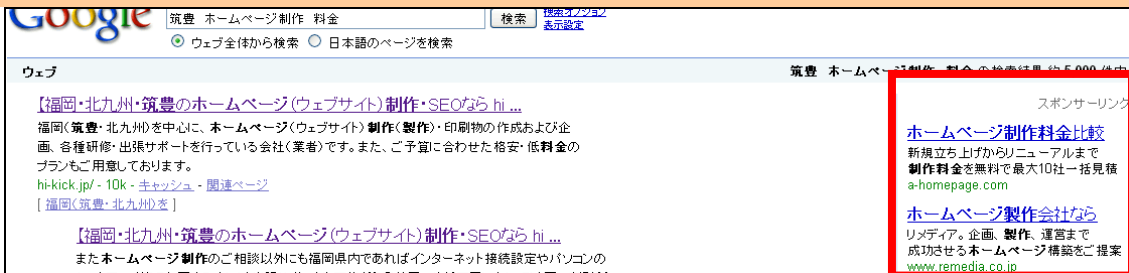 Google
筑豊 ホームページ制作 料金
検索
検索オプション
表示設定
ウェブ全体から検索 日本語のページを検索
ウェブ
筑豊 ホームページ制作 料金 の検索結果 約 5,000 件中
【福岡・北九州・筑豊のホームページ(ウェブサイト)制作・SEOなら hi ...
福岡(筑豊・北九州)を中心に、ホームページ(ウェブサイト)制作(製作)・印刷物の作成および企
画、各種研修・出張サポートを行っている会社(業者)です。また、ご予算に合わせた格安・低料金の
プランもご用意しております。
hi-kick.jp/ - 10k - キャッシュ - 関連ページ
[ 福岡(筑豊・北九州)を ]
【福岡・北九州・筑豊のホームページ(ウェブサイト)制作・SEOなら hi ...
またホームページ制作のご相談以外にも福岡県内であればインターネット接続設定やパソコンの
スポンサーリンク
ホームページ制作料金比較
新規立ち上げからリニューアルまで
制作料金を無料で最大10社一括見積
a-homepage.com
ホームページ製作会社なら
リメディア。企画、製作、運営まで
成功させるホームページ構築をご提案
www.remedia.co.jp